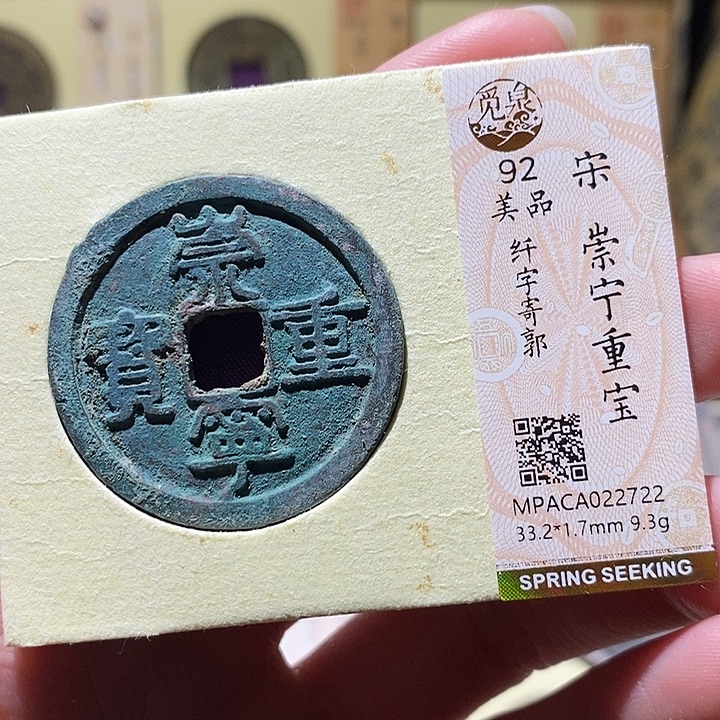 崇
重
寧
寳
觅泉
92
美品
纤字寄郭
宋 崇宁重宝
MPACA022722
33.2*1.7mm 9.3g
SPRING SEEKING